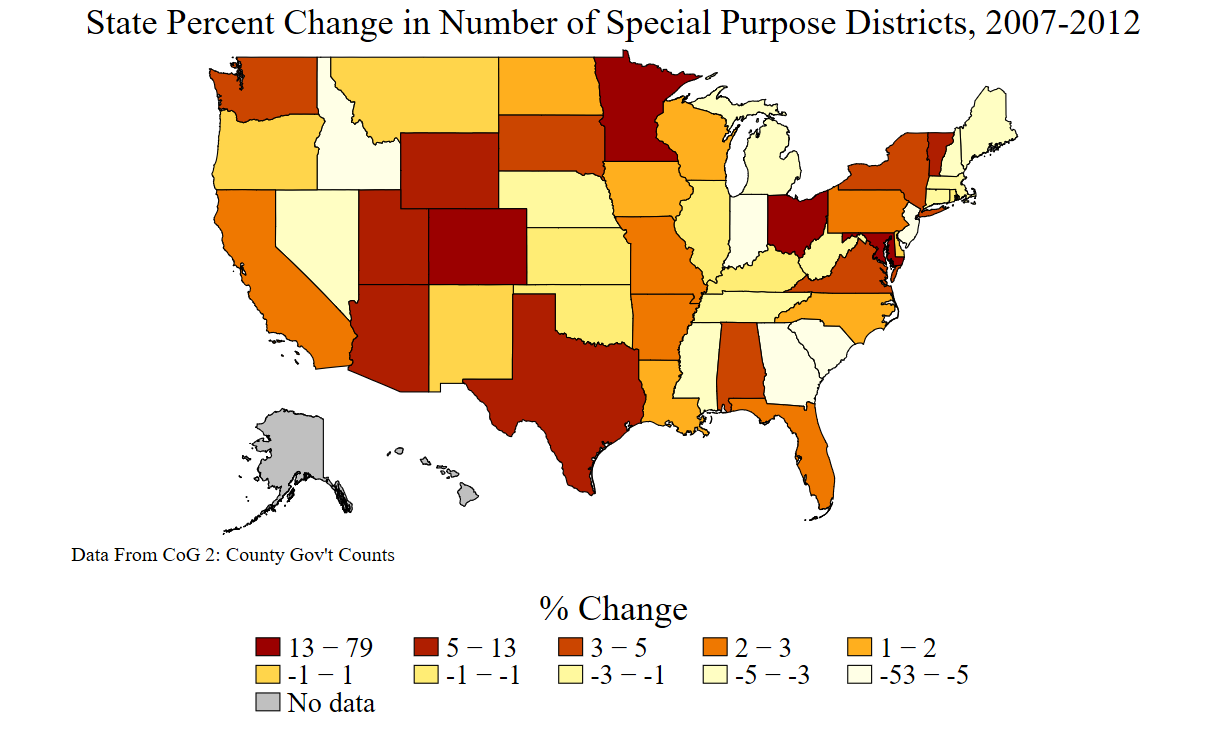 State Percent Change in Number of Special Purpose Districts, 2007-2012
Data From CoG 2: County Gov't Counts
% Change
13 − 79 5 − 13 3 − 5 2 − 3 1 − 2
-1 − 1 -1 − -1 -3 − -1 -5 − -3 -53 − -5
No data